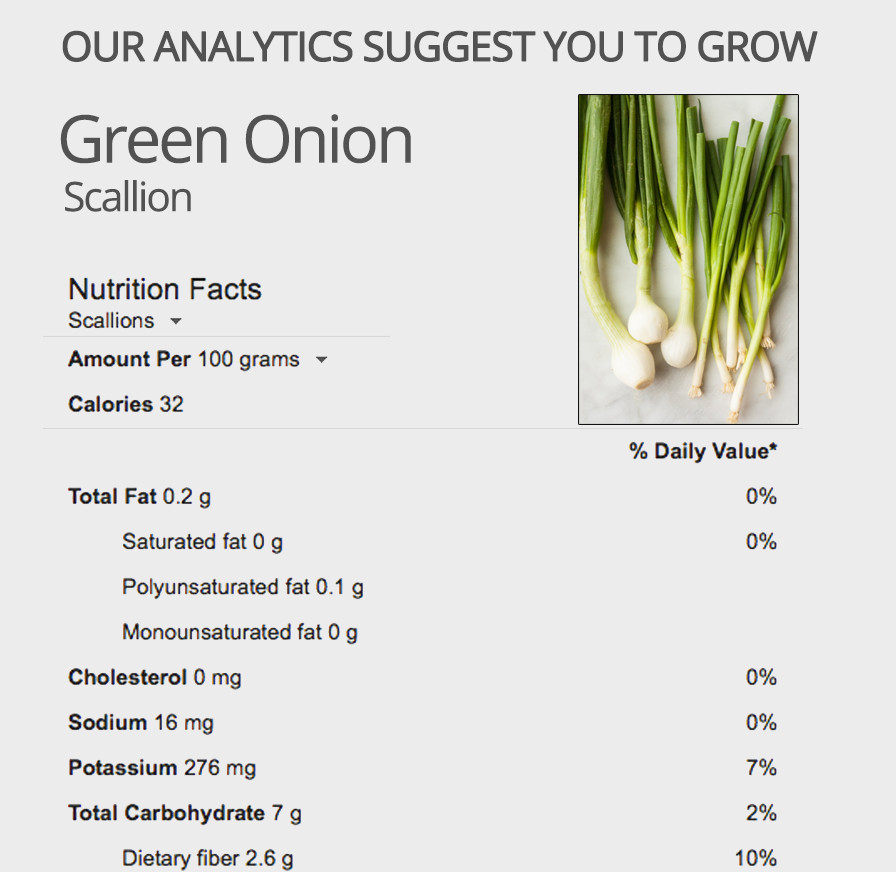 OUR ANALYTICS SUGGEST YOU TO GROW
Green Onion
Scallion
Nutrition Facts
Scallions
Amount Per 100 grams
Calories 32
% Daily Value*
Total Fat 0.2 g 0%
Saturated fat 0 g 0%
Polyunsaturated fat 0.1 g
Monounsaturated fat 0 g
Cholesterol 0 mg 0%
Sodium 16 mg 0%
Potassium 276 mg 7%
Total Carbohydrate 7 g 2%
Dietary fiber 2.6 g 10%